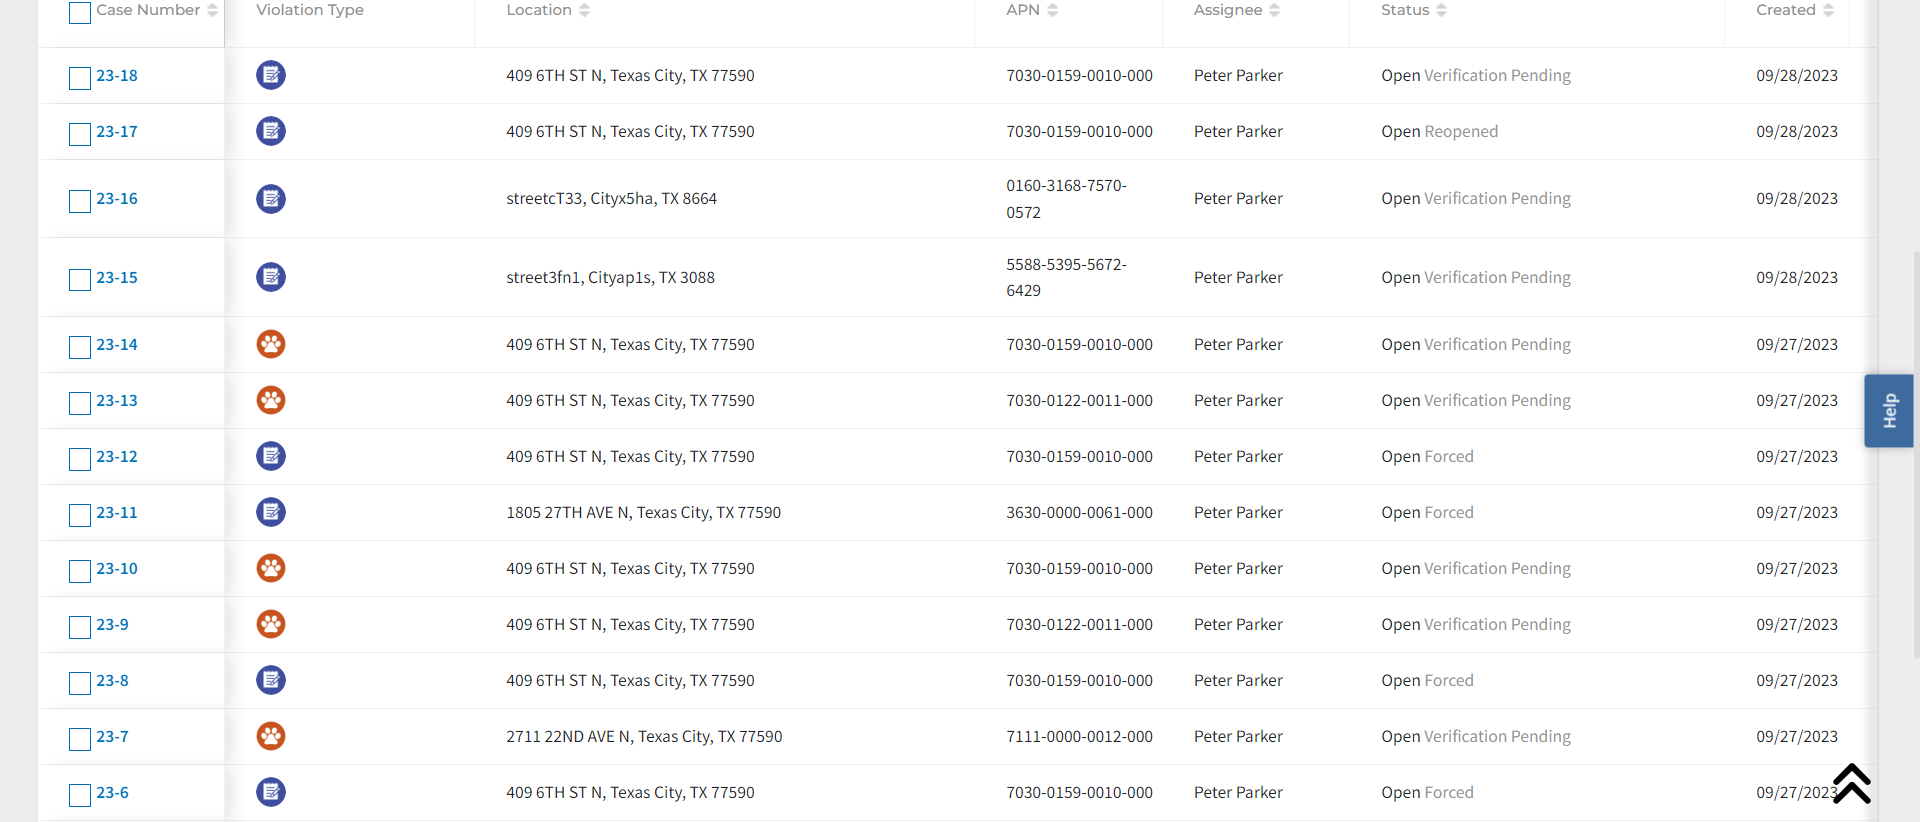 Case Number Violation Type Location APN Assignee Status Created
23-18 409 6TH ST N, Texas City, TX 77590 7030-0159-0010-000 Peter Parker Open Verification Pending 09/28/2023
23-17 409 6TH ST N, Texas City, TX 77590 7030-0159-0010-000 Peter Parker Open Reopened 09/28/2023
23-16 streetcT33, Cityx5ha, TX 8664 0160-3168-7570-
0572 Peter Parker Open Verification Pending 09/28/2023
23-15 street3fn1, Cityap1s, TX 3088 5588-5395-5672-
6429 Peter Parker Open Verification Pending 09/28/2023
23-14 409 6TH ST N, Texas City, TX 77590 7030-0159-0010-000 Peter Parker Open Verification Pending 09/27/2023
23-13 409 6TH ST N, Texas City, TX 77590 7030-0122-0011-000 Peter Parker Open Verification Pending 09/27/2023
23-12 409 6TH ST N, Texas City, TX 77590 7030-0159-0010-000 Peter Parker Open Forced 09/27/2023
23-11 1805 27TH AVE N, Texas City, TX 77590 3630-0000-0061-000 Peter Parker Open Forced 09/27/2023
23-10 409 6TH ST N, Texas City, TX 77590 7030-0159-0010-000 Peter Parker Open Verification Pending 09/27/2023
23-9 409 6TH ST N, Texas City, TX 77590 7030-0122-0011-000 Peter Parker Open Verification Pending 09/27/2023
23-8 409 6TH ST N, Texas City, TX 77590 7030-0159-0010-000 Peter Parker Open Forced 09/27/2023
23-7 2711 22ND AVE N, Texas City, TX 77590 7111-0000-0012-000 Peter Parker Open Verification Pending 09/27/2023
23-6 409 6TH ST N, Texas City, TX 77590 7030-0159-0010-000 Peter Parker Open Forced 09/27/2023
Help